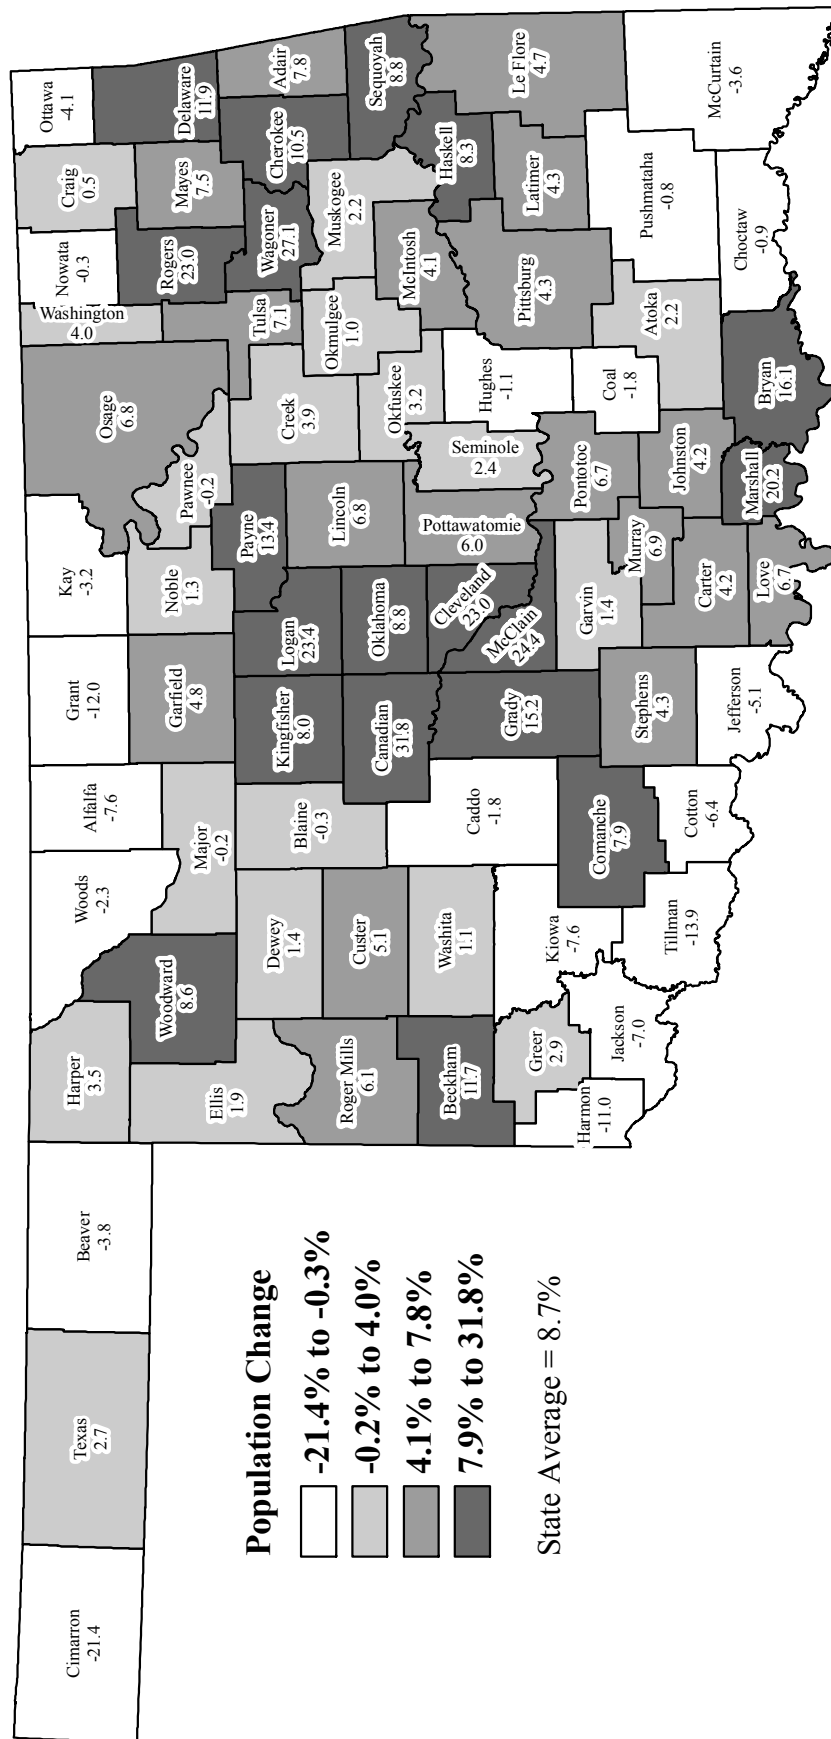 Cimarron
-21.4
Texas
2.7
Beaver
-3.8
Harper
3.5
Woods
-2.3
Alfalfa
-7.6
Grant
-12.0
Kay
-3.2
Osage
6.8
Washington
4.0
Nowata
-0.3
Craig
0.5
Ottawa
-4.1
Ellis
1.9
Woodward
8.6
Major
-0.2
Garfield
4.8
Noble
1.3
Pawnee
-0.2
Rogers
23.0
Mayes
7.5
Delaware
11.9
Roger Mills
6.1
Dewey
1.4
Blaine
-0.3
Kingfisher
8.0
Logan
23.4
Payne
13.4
Creek
3.9
Tulsa
7.1
Wagoner
27.1
Cherokee
10.5
Adair
7.8
Custer
5.1
Canadian
31.8
Oklahoma
8.8
Lincoln
6.8
Okfuskee
3.2
Okmulgee
1.0
Muskogee
2.2
Sequoyah
8.8
Beckham
11.7
Washita
1.1
Caddo
-1.8
Grady
15.2
McClain
24.4
Cleveland
23.0
Pottawatomie
6.0
Seminole
2.4
Hughes
-1.1
McIntosh
4.1
Haskell
8.3
Harmon
-11.0
Greer
2.9
Kiowa
-7.6
Comanche
7.9
Stephens
4.3
Garvin
1.4
Murray
6.9
Pontotoc
6.7
Coal
-1.8
Pittsburg
4.3
Latimer
4.3
Le Flore
4.7
Jackson
-7.0
Tillman
-13.9
Cotton
-6.4
Jefferson
-5.1
Carter
4.2
Johnston
4.2
Atoka
2.2
Pushmataha
-0.8
McCurtain
-3.6
Love
6.7
Marshall
20.2
Bryan
16.1
Choctaw
-0.9
Population Change
-21.4% to -0.3%
-0.2% to 4.0%
4.1% to 7.8%
7.9% to 31.8%
State Average = 8.7%